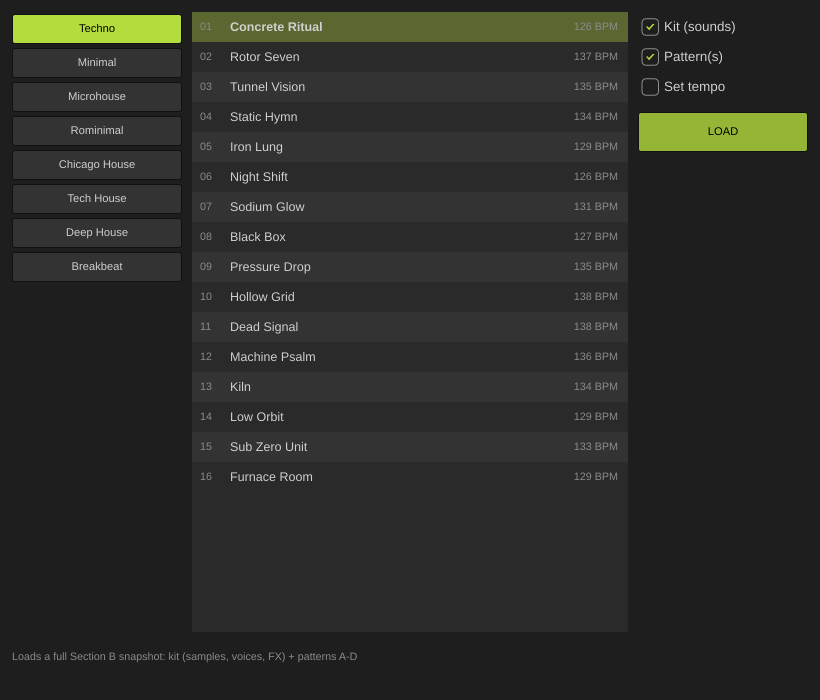 Techno
Minimal
Microhouse
Rominimal
Chicago House
Tech House
Deep House
Breakbeat
01 Concrete Ritual 126 BPM
02 Rotor Seven 137 BPM
03 Tunnel Vision 135 BPM
04 Static Hymn 134 BPM
05 Iron Lung 129 BPM
06 Night Shift 126 BPM
07 Sodium Glow 131 BPM
08 Black Box 127 BPM
09 Pressure Drop 135 BPM
10 Hollow Grid 138 BPM
11 Dead Signal 138 BPM
12 Machine Psalm 136 BPM
13 Kiln 134 BPM
14 Low Orbit 129 BPM
15 Sub Zero Unit 133 BPM
16 Furnace Room 129 BPM
Kit (sounds)
Pattern(s)
Set tempo
LOAD
Loads a full Section B snapshot: kit (samples, voices, FX) + patterns A-D